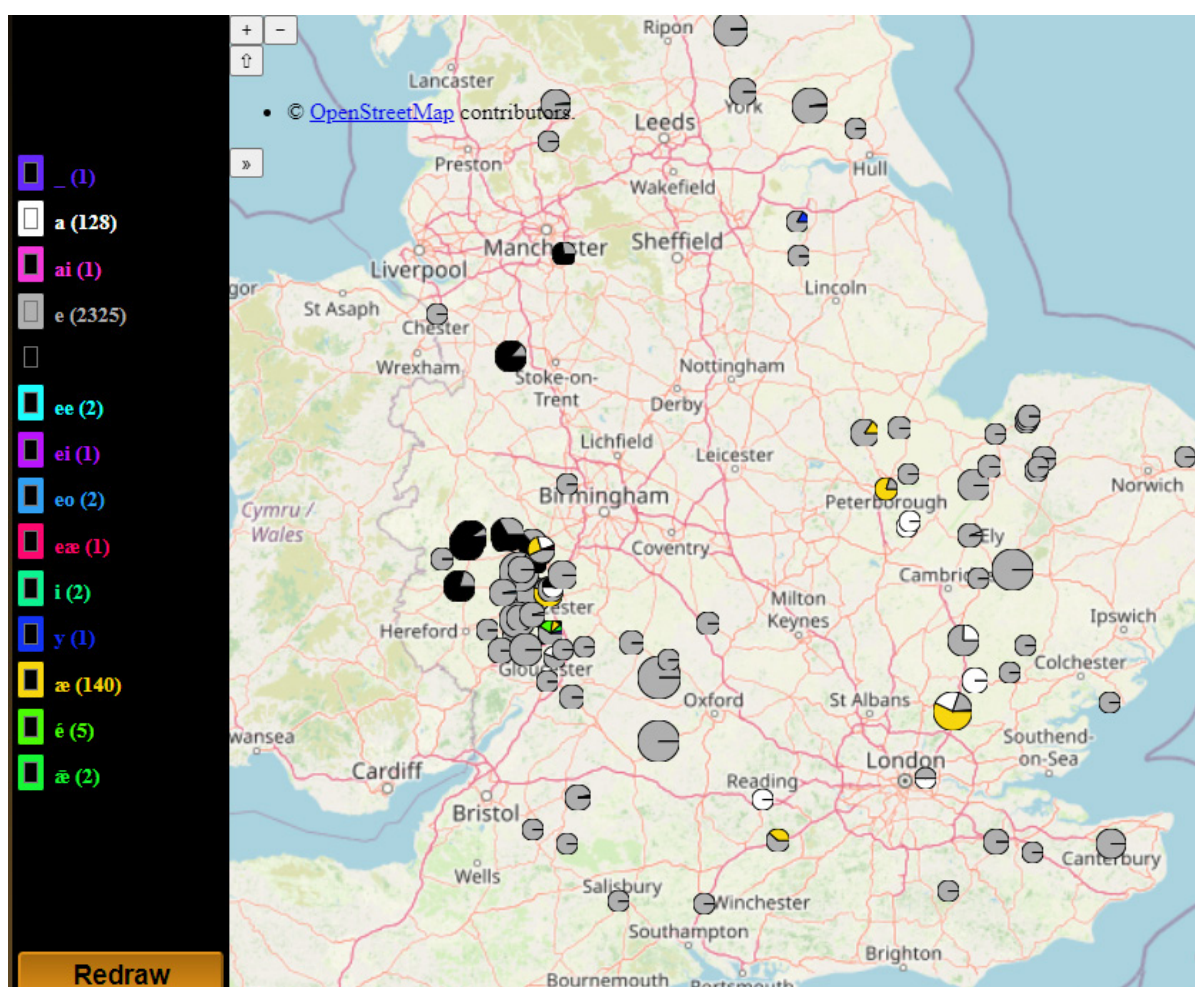 + −
⇧
• © OpenStreetMap contributors.
»
_ (1)
a (128)
ai (1)
e (2325)
ee (2)
ei (1)
eo (2)
eæ (1)
i (2)
y (1)
æ (140)
é (5)
ǣ (2)
Redraw
Ripon
Lancaster
York
Leeds
Preston
Hull
Wakefield
Manchester
Sheffield
Liverpool
gor
St Asaph
Lincoln
Chester
Wrexham
Nottingham
Stoke-on-
Trent
Derby
Lichfield
Leicester
Norwich
Birmingham
Peterborough
Cymru /
Wales
Coventry
Ely
Cambri
Milton
Keynes
Ipswich
Hereford
ester
Gloucester
Colchester
Oxford
St Albans
wansea
Southend-
on-Sea
Cardiff
London
Reading
Bristol
Canterbury
Wells
Salisbury
Winchester
Southampton
Brighton
Bournemouth
Portsmouth